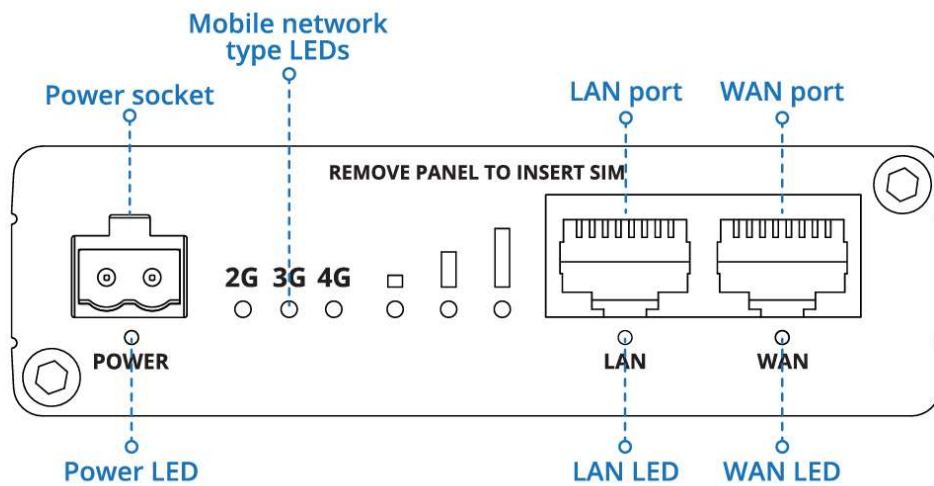 Mobile network
type LEDs
Power socket
LAN port
WAN port
REMOVE PANEL TO INSERT SIM
2G 3G 4G
POWER
LAN
WAN
Power LED
LAN LED
WAN LED